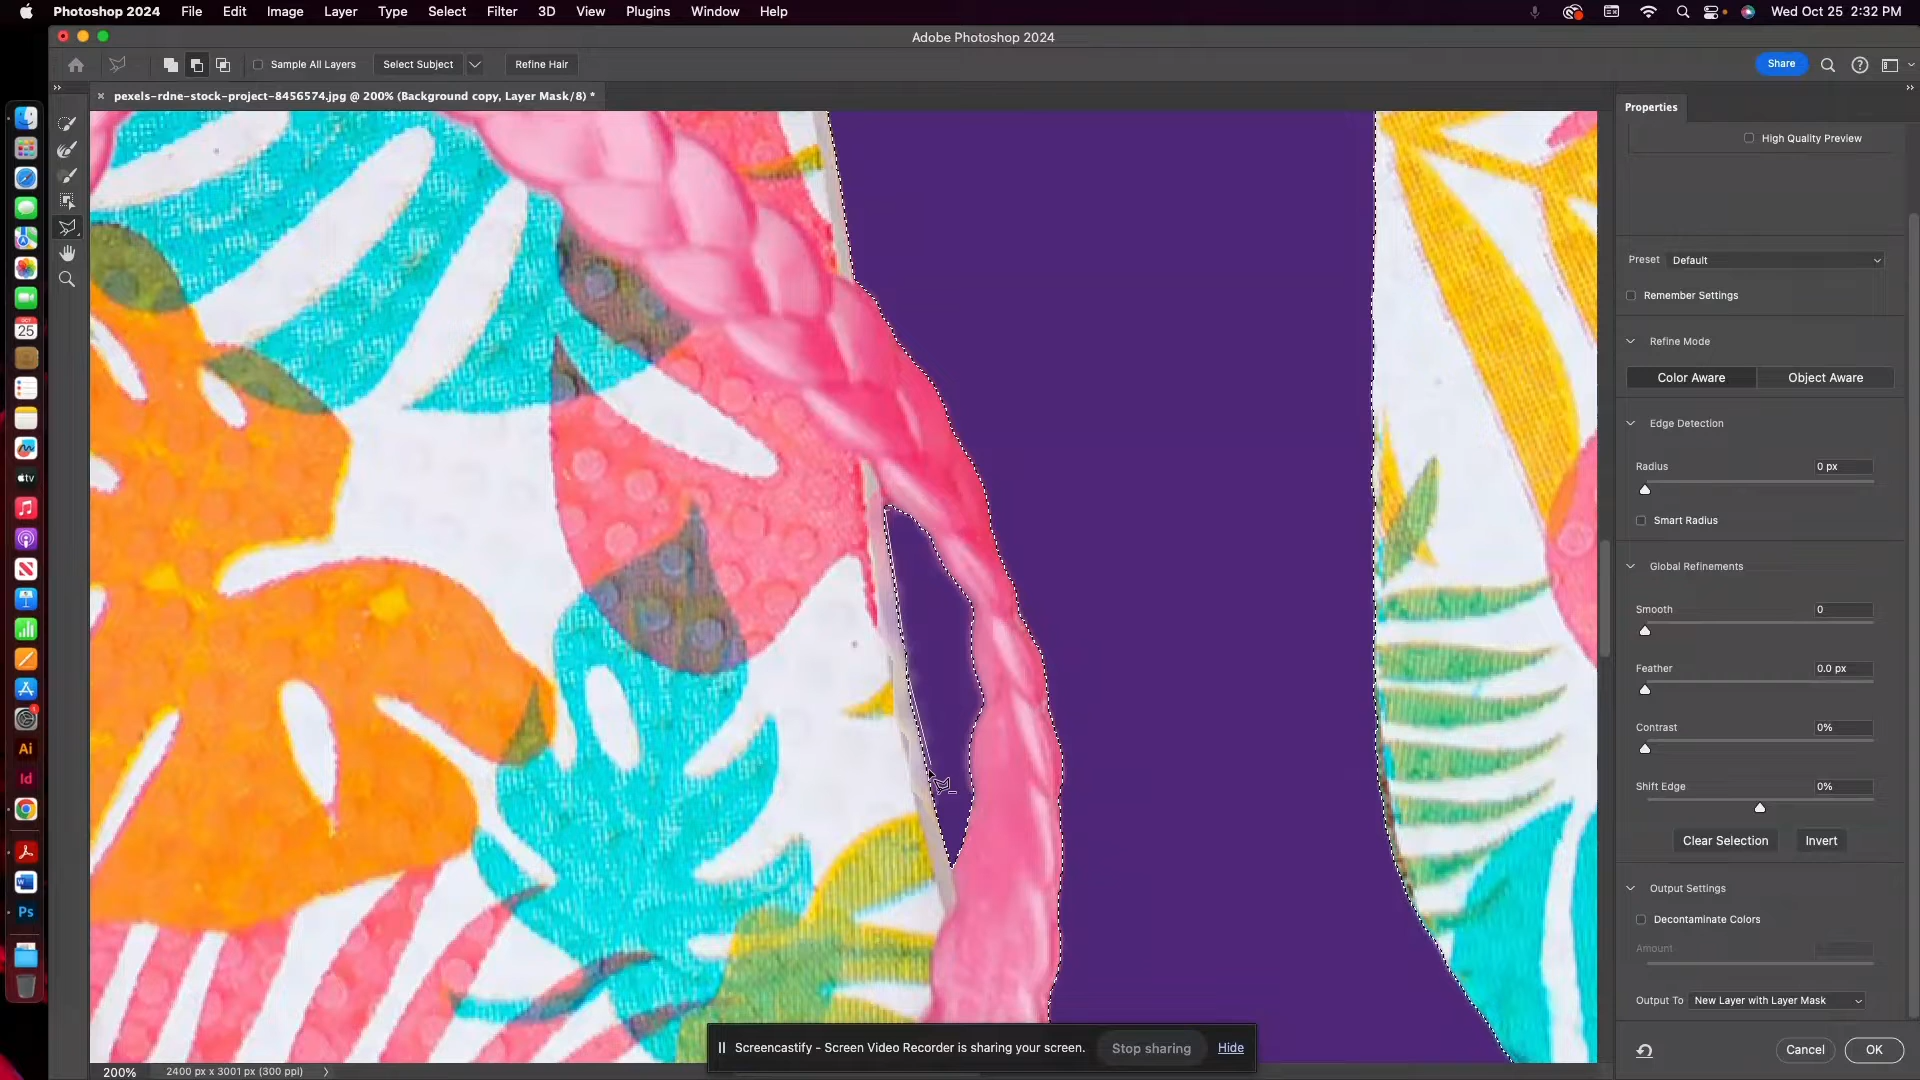 Photoshop 2024 File Edit Image Layer Type Select Filter 3D View Plugins Window Help Wed Oct 25 2:32 PM
Adobe Photoshop 2024
Sample All Layers Select Subject Refine Hair Share
pexels-rdne-stock-project-8456574.jpg @ 200% (Background copy, Layer Mask/8) *
Properties
High Quality Preview
Preset Default
Remember Settings
Refine Mode
Color Aware Object Aware
Edge Detection
Radius 0 px
Smart Radius
Global Refinements
Smooth 0
Feather 0.0 px
Contrast 0%
Shift Edge 0%
Clear Selection Invert
Output Settings
Decontaminate Colors
Amount
Output To New Layer with Layer Mask
Cancel OK
25
tv
Ai
Id
Ps
Screencastify - Screen Video Recorder is sharing your screen. Stop sharing Hide
200% 2400 px x 3001 px (300 ppi)